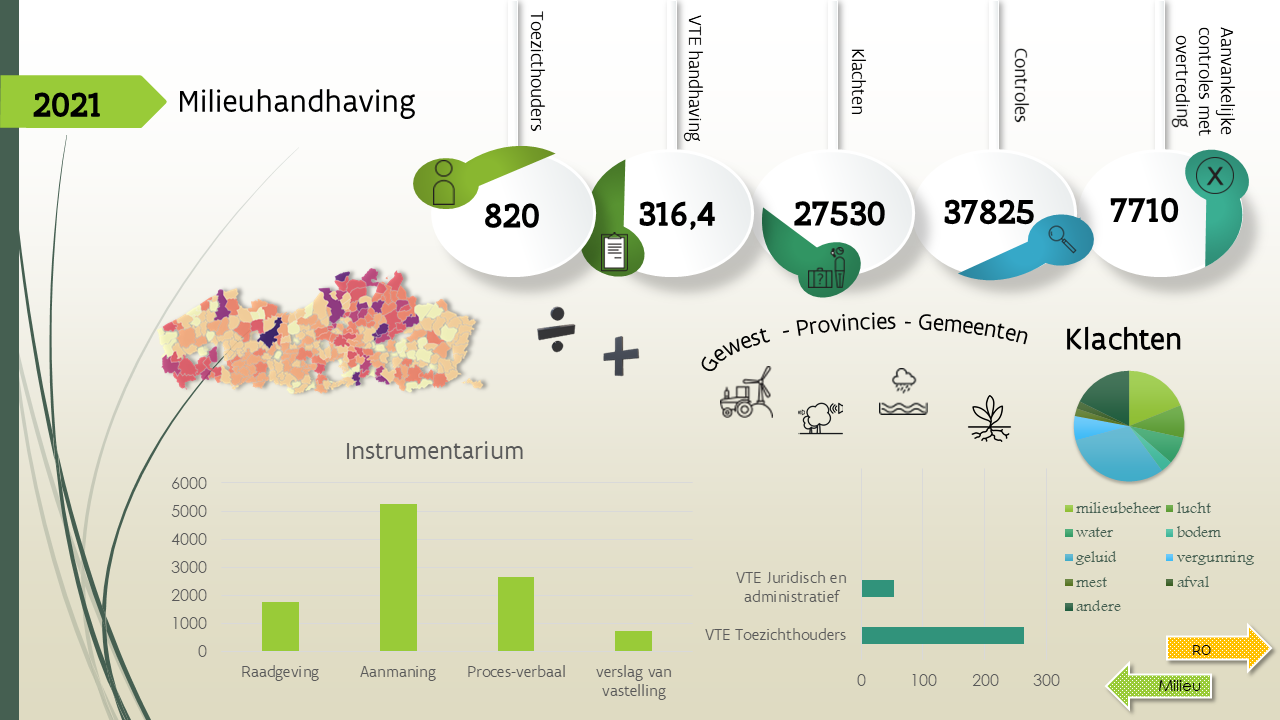 2021
Milieuhandhaving
Toezicthouders
VTE handhaving
Klachten
Controles
Aanvankelijke
controles met
overtreding
820
316,4
27530
37825
7710
X
?
÷
+
Gewest - Provincies - Gemeenten
Klachten
milieubeheer
lucht
water
bodem
geluid
vergunning
mest
afval
andere
Instrumentarium
6000
5000
4000
3000
2000
1000
0
Raadgeving
Aanmaning
Proces-verbaal
verslag van
vastelling
VTE Juridisch en
administratief
VTE Toezichthouders
0
100
200
300
RO
Milieu